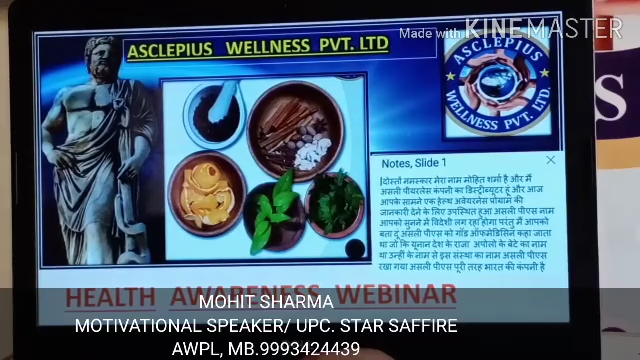 Made with KINEMASTER
ASCLEPIUS WELLNESS PVT. LTD
ASCLEPIUS
WELLNESS PVT. LTD.
S
Notes, Slide 1
दोस्तों नमस्कार मेरा नाम मोहित शर्मा है और मैं
असली पीयरलेस कंपनी का डिस्ट्रीब्यूटर हूं और आज
आपके सामने एक हेल्थ अवेयरनेस प्रोग्राम की
जानकारी देने के लिए उपस्थित हुआ असली पीएस नाम
आपको सुनने में विदेशी लग रहा होगा परंतु मैं आपको
बता दूं असली पीएस को गॉड ऑफमेडिसिन कहा जाता
था जो कि यूनान देश के राजा अपोलो के बेटे का नाम
था उन्हीं के नाम से इस संस्था का नाम असली पीएस
रखा गया असली पीएस पूरी तरह भारत की कंपनी है
HEALTH AWARENESS WEBINAR
MOHIT SHARMA
MOTIVATIONAL SPEAKER/ UPC. STAR SAFFIRE
AWPL, MB.9993424439